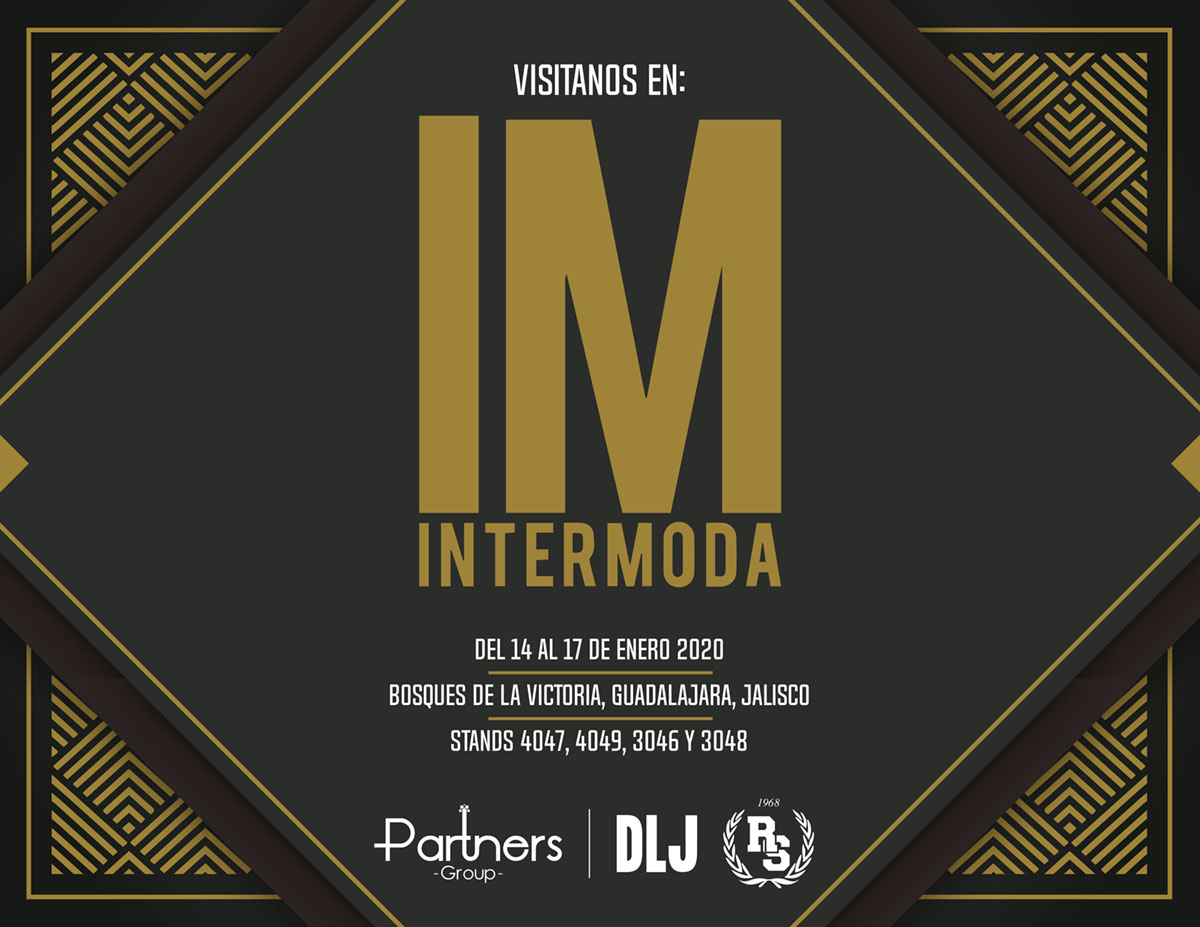 VISITANOS EN:
IM
INTERMODA
DEL 14 AL 17 DE ENERO 2020
BOSQUES DE LA VICTORIA, GUADALAJARA, JALISCO
STANDS 4047, 4049, 3046 Y 3048
Partners
-Group-
DLJ
1968
RS